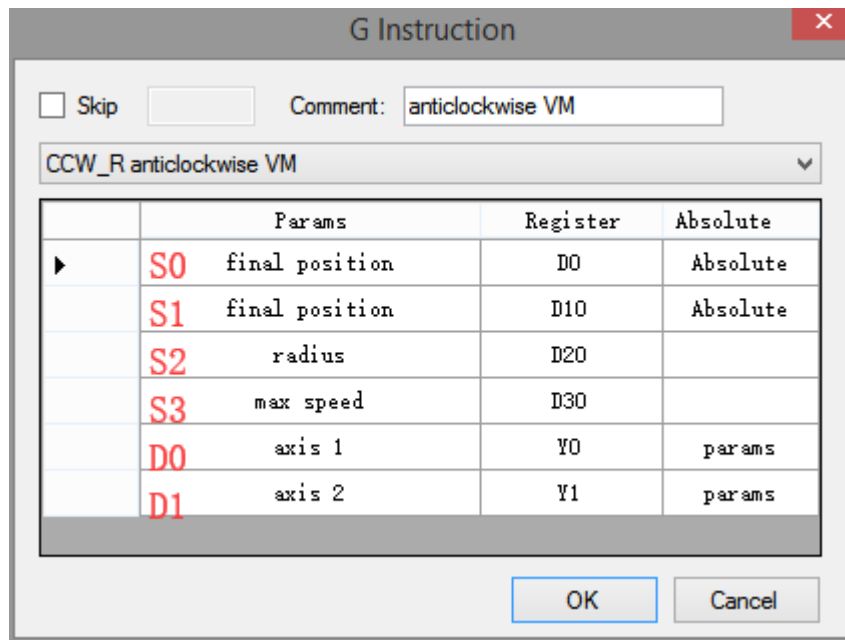 G Instruction
Skip Comment: anticlockwise VM
CCW_R anticlockwise VM
Params Register Absolute
S0 final position D0 Absolute
S1 final position D10 Absolute
S2 radius D20
S3 max speed D30
D0 axis 1 Y0 params
D1 axis 2 Y1 params
OK Cancel